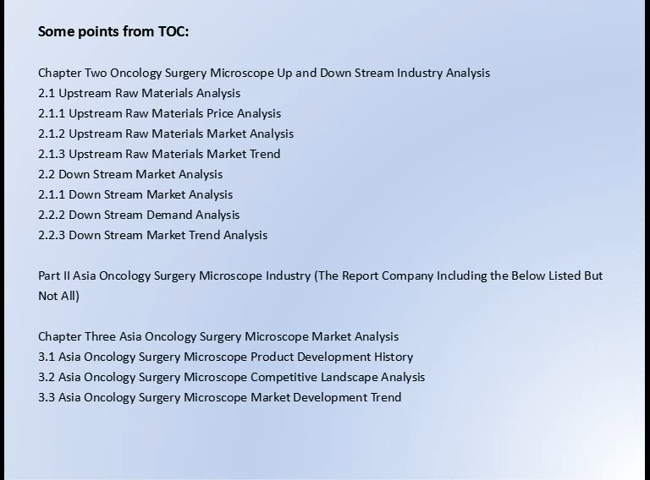 Some points from TOC:
Chapter Two Oncology Surgery Microscope Up and Down Stream Industry Analysis
2.1 Upstream Raw Materials Analysis
2.1.1 Upstream Raw Materials Price Analysis
2.1.2 Upstream Raw Materials Market Analysis
2.1.3 Upstream Raw Materials Market Trend
2.2 Down Stream Market Analysis
2.1.1 Down Stream Market Analysis
2.2.2 Down Stream Demand Analysis
2.2.3 Down Stream Market Trend Analysis
Part II Asia Oncology Surgery Microscope Industry (The Report Company Including the Below Listed But
Not All)
Chapter Three Asia Oncology Surgery Microscope Market Analysis
3.1 Asia Oncology Surgery Microscope Product Development History
3.2 Asia Oncology Surgery Microscope Competitive Landscape Analysis
3.3 Asia Oncology Surgery Microscope Market Development Trend